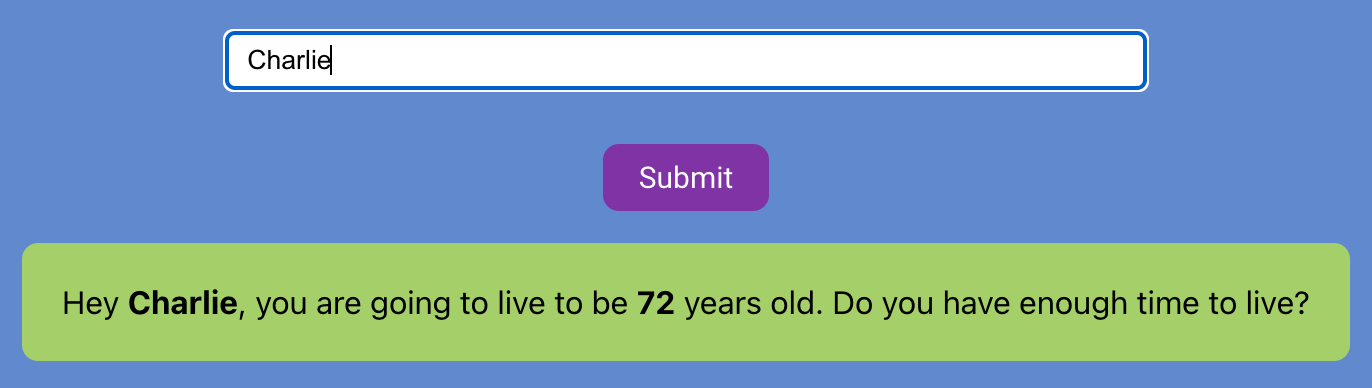 Charlie
Submit
Hey Charlie, you are going to live to be 72 years old. Do you have enough time to live?